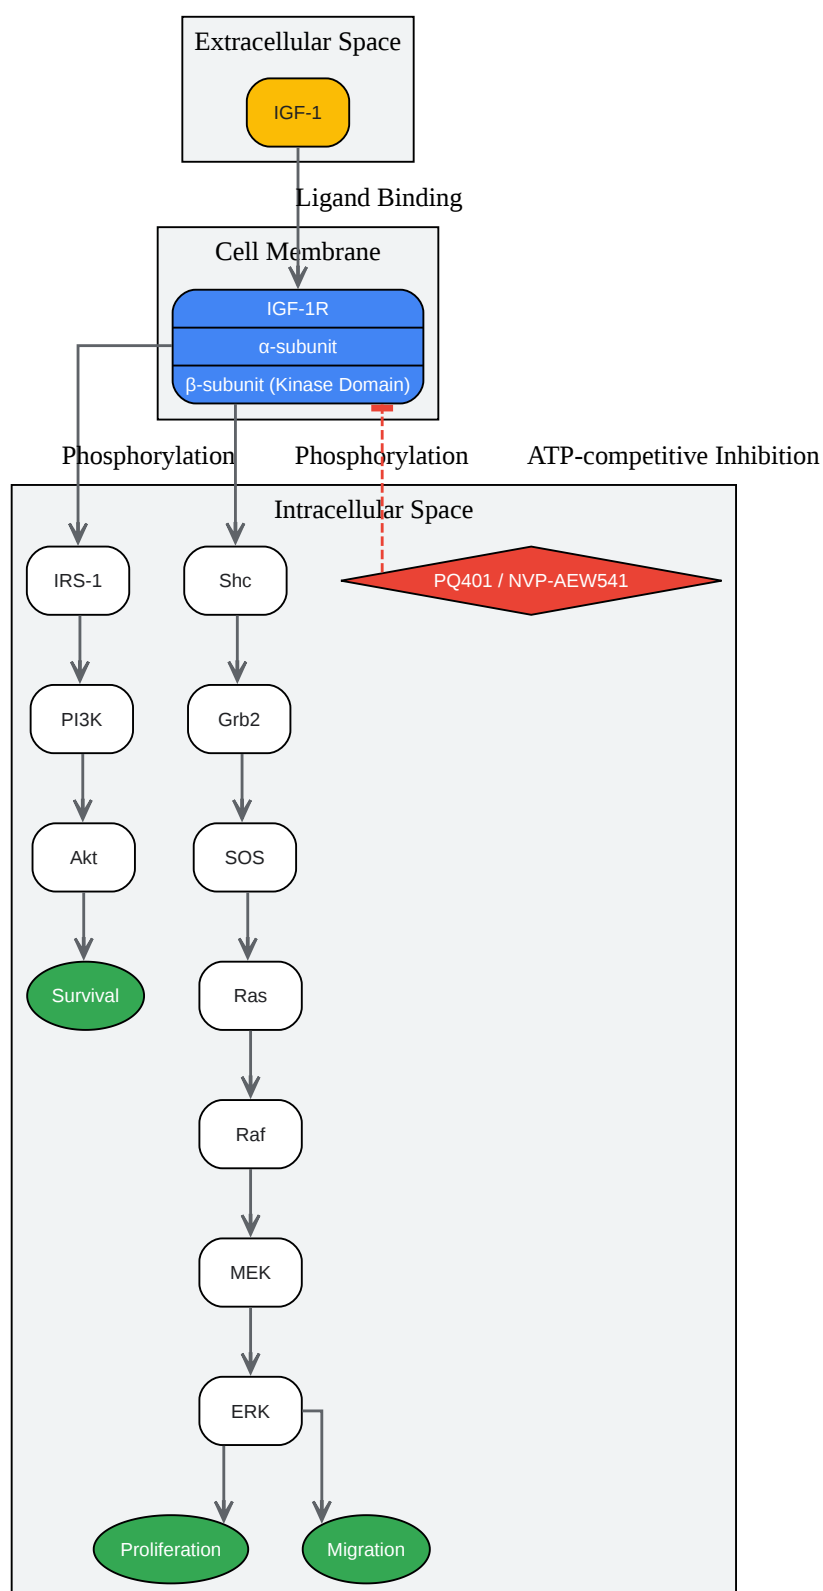 Extracellular Space
IGF-1
Ligand Binding
Cell Membrane
IGF-1R
α-subunit
β-subunit (Kinase Domain)
Phosphorylation
Phosphorylation
ATP-competitive Inhibition
Intracellular Space
IRS-1
Shc
PQ401 / NVP-AEW541
PI3K
Grb2
Akt
SOS
Survival
Ras
Raf
MEK
ERK
Proliferation
Migration